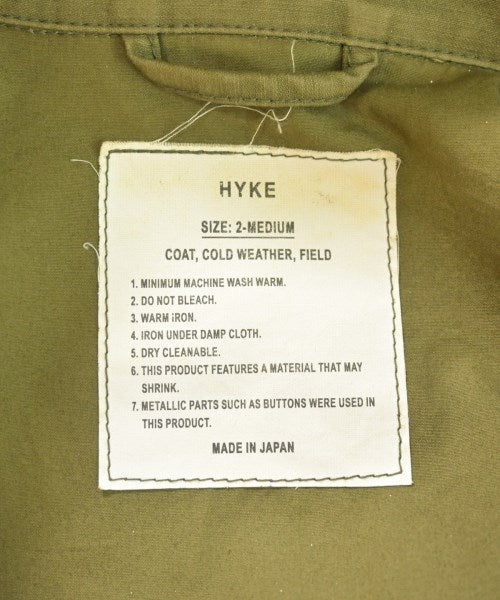 HYKE
SIZE: 2-MEDIUM
COAT, COLD WEATHER, FIELD
1. MINIMUM MACHINE WASH WARM.
2. DO NOT BLEACH.
3. WARM iRON.
4. IRON UNDER DAMP CLOTH.
5. DRY CLEANABLE.
6. THIS PRODUCT FEATURES A MATERIAL THAT MAY
SHRINK.
7. METALLIC PARTS SUCH AS BUTTONS WERE USED IN
THIS PRODUCT.
MADE IN JAPAN